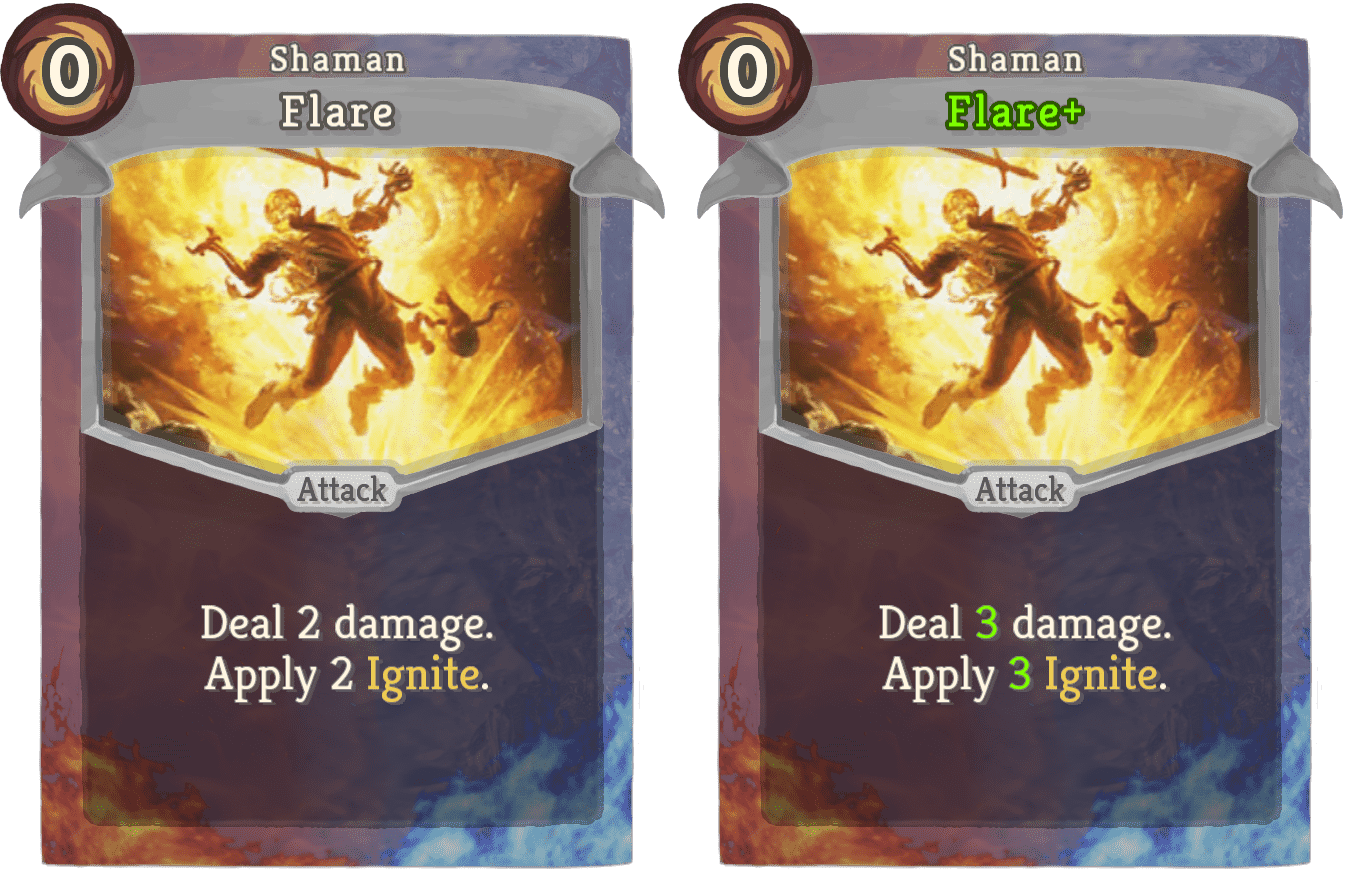 0
Shaman
Flare
Attack
Deal 2 damage.
Apply 2 Ignite.
0
Shaman
Flare+
Attack
Deal 3 damage.
Apply 3 Ignite.